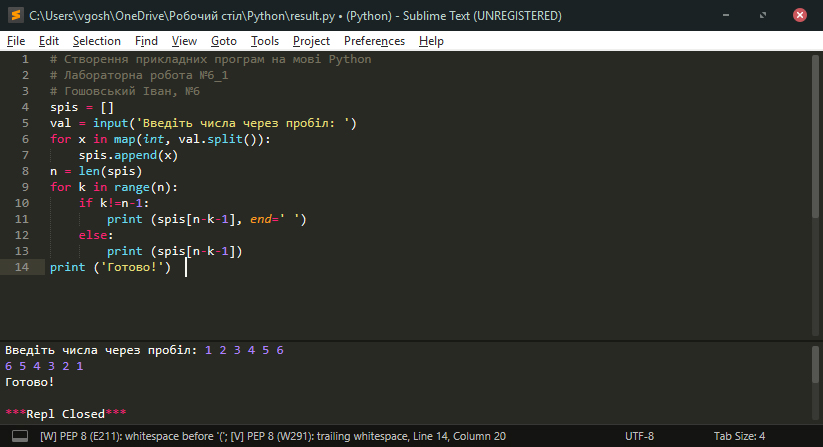 C:\Users\vgosh\OneDrive\Робочий стіл\Python\result.py • (Python) - Sublime Text (UNREGISTERED)
File Edit Selection Find View Goto Tools Project Preferences Help
1 # Створення прикладних програм на мові Python
2 # Лабораторна робота №6_1
3 # Гошовський Іван, №6
4 spis = []
5 val = input('Введіть числа через пробіл: ')
6 for x in map(int, val.split()):
7 spis.append(x)
8 n = len(spis)
9 for k in range(n):
10 if k!=n-1:
11 print (spis[n-k-1], end=' ')
12 else:
13 print (spis[n-k-1])
14 print ('Готово!')
Введіть числа через пробіл: 1 2 3 4 5 6
6 5 4 3 2 1
Готово!
***Repl Closed***
[W] PEP 8 (E211): whitespace before '('; [V] PEP 8 (W291): trailing whitespace, Line 14, Column 20 UTF-8 Tab Size: 4